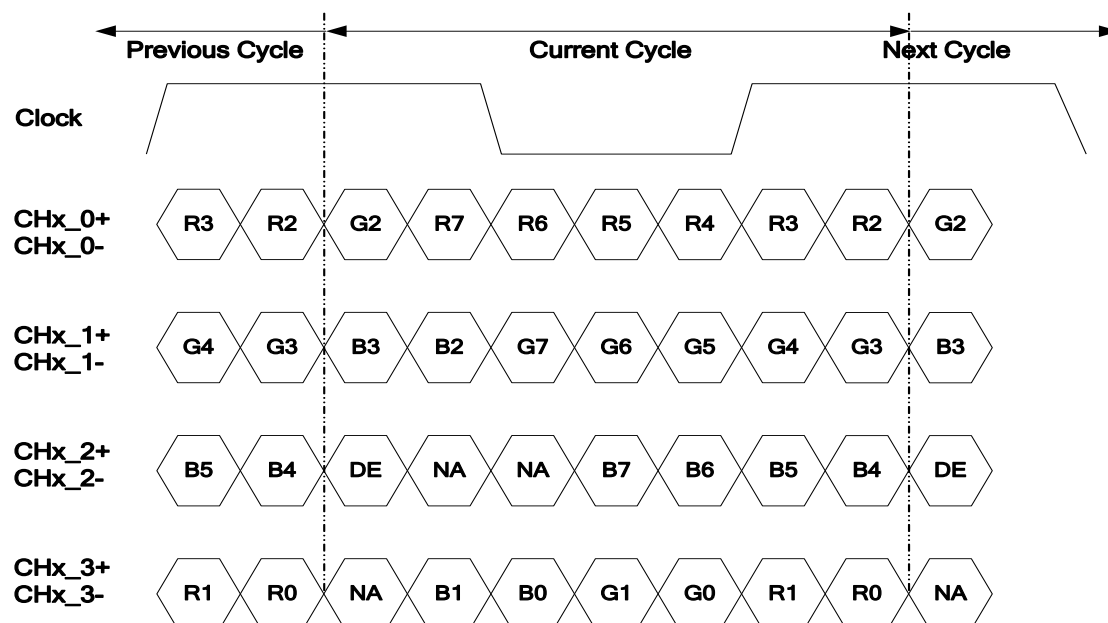 Previous Cycle Current Cycle Next Cycle
Clock
CHx_0+
CHx_0-
R3 R2 G2 R7 R6 R5 R4 R3 R2 G2
CHx_1+
CHx_1-
G4 G3 B3 B2 G7 G6 G5 G4 G3 B3
CHx_2+
CHx_2-
B5 B4 DE NA NA B7 B6 B5 B4 DE
CHx_3+
CHx_3-
R1 R0 NA B1 B0 G1 G0 R1 R0 NA